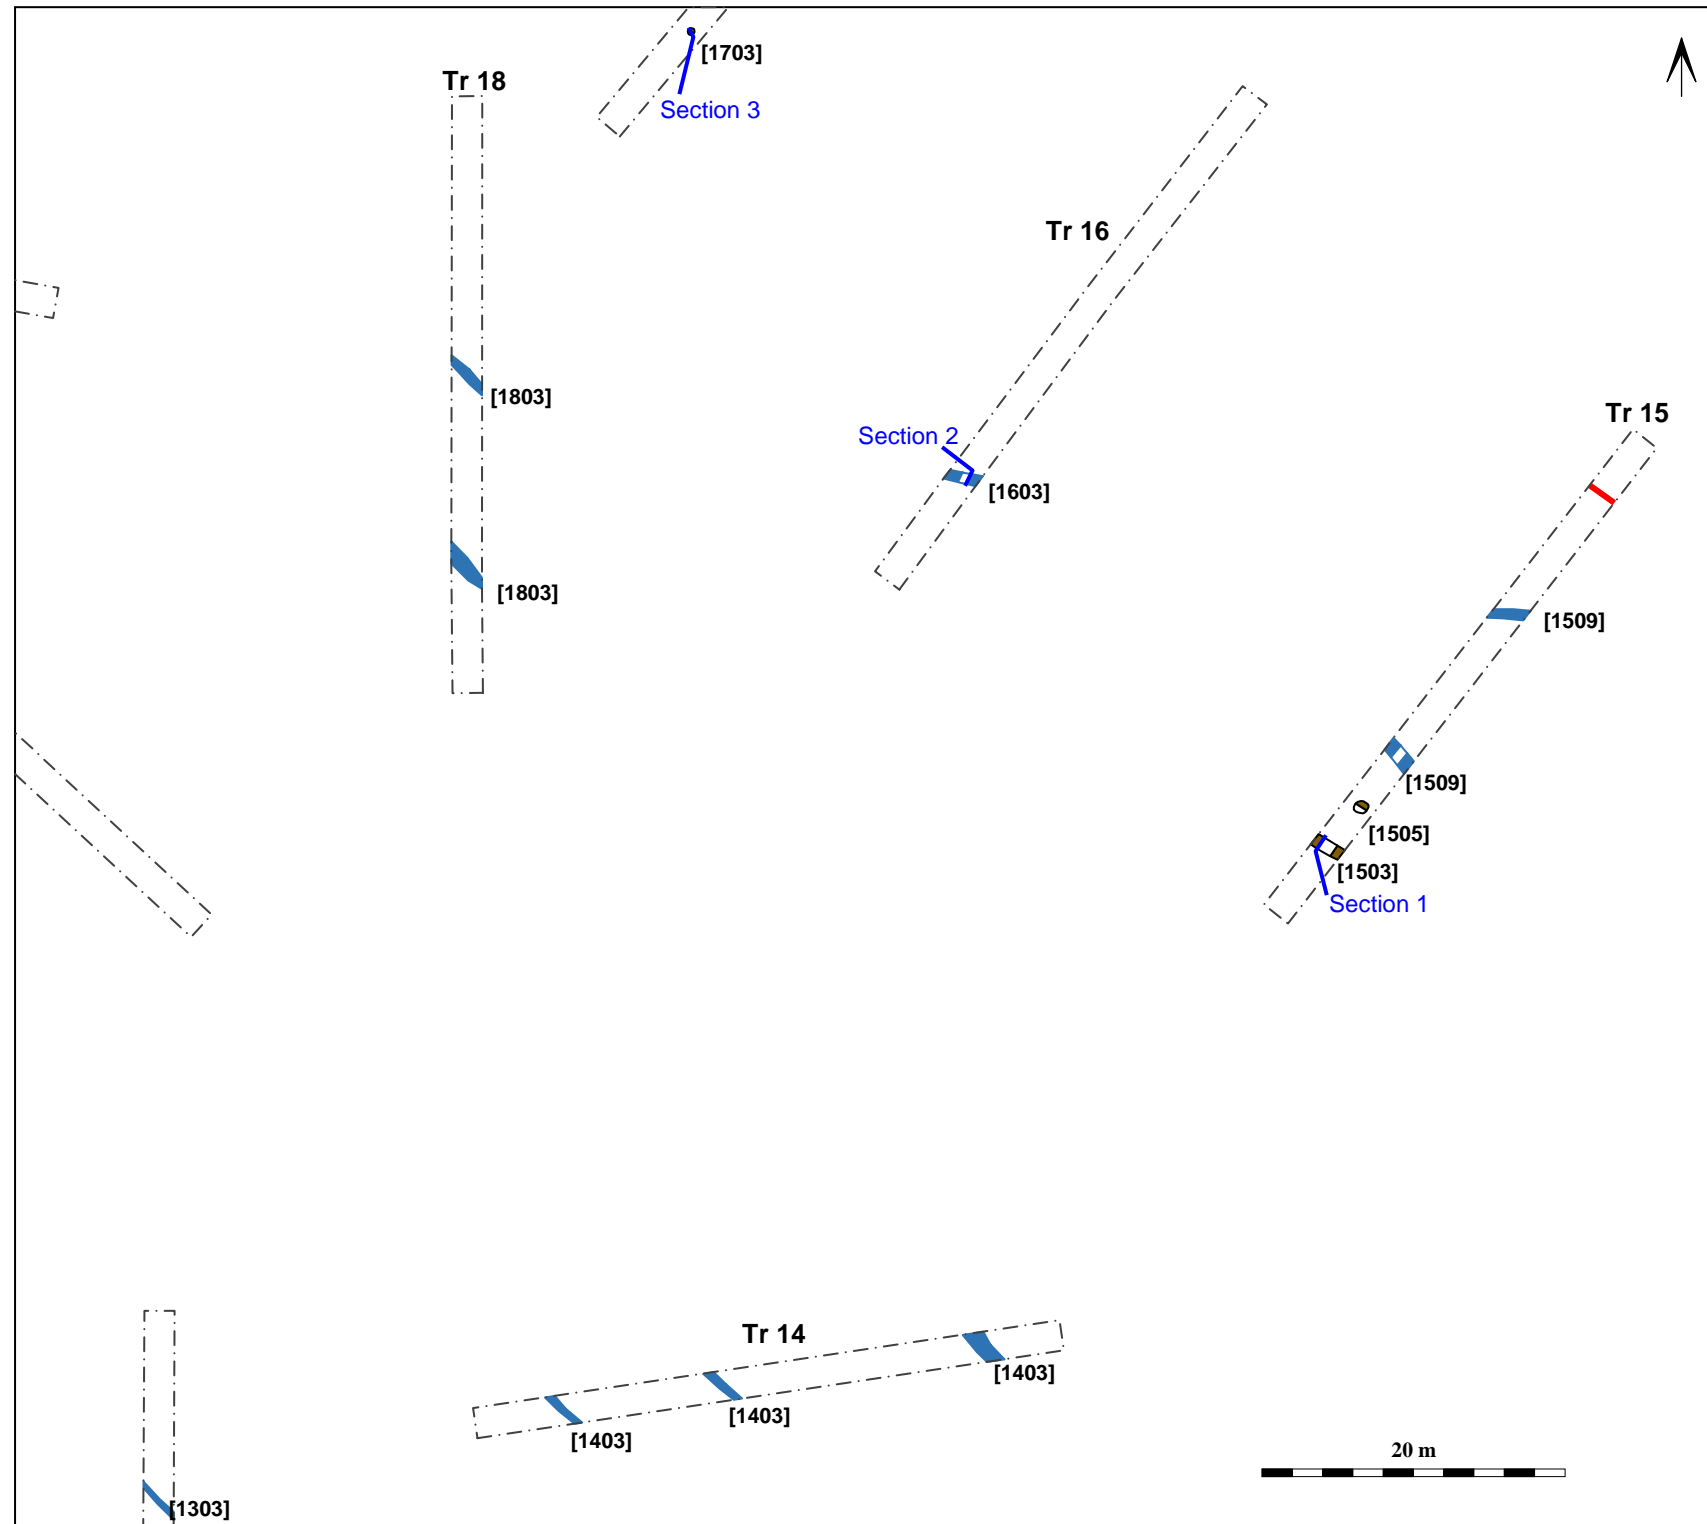 [1703]
Tr 18
Section 3
Tr 16
[1803]
Tr 15
Section 2
[1603]
[1803]
[1509]
[1509]
[1505]
[1503]
Section 1
Tr 14
[1403]
[1403]
[1403]
20 m
[1303]